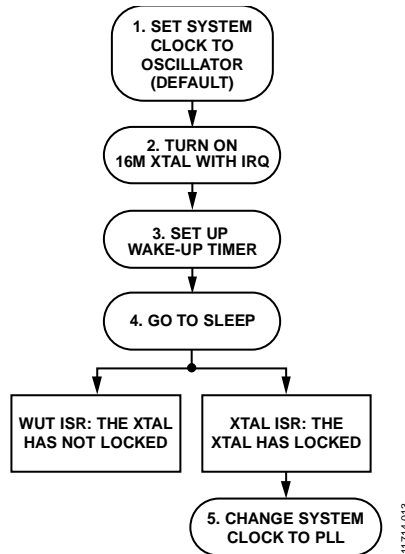 1. SET SYSTEM
CLOCK TO
OSCILLATOR
(DEFAULT)
2. TURN ON
16M XTAL WITH IRQ
3. SET UP
WAKE-UP TIMER
4. GO TO SLEEP
WUT ISR: THE XTAL
HAS NOT LOCKED
XTAL ISR: THE
XTAL HAS LOCKED
5. CHANGE SYSTEM
CLOCK TO PLL
11714-013